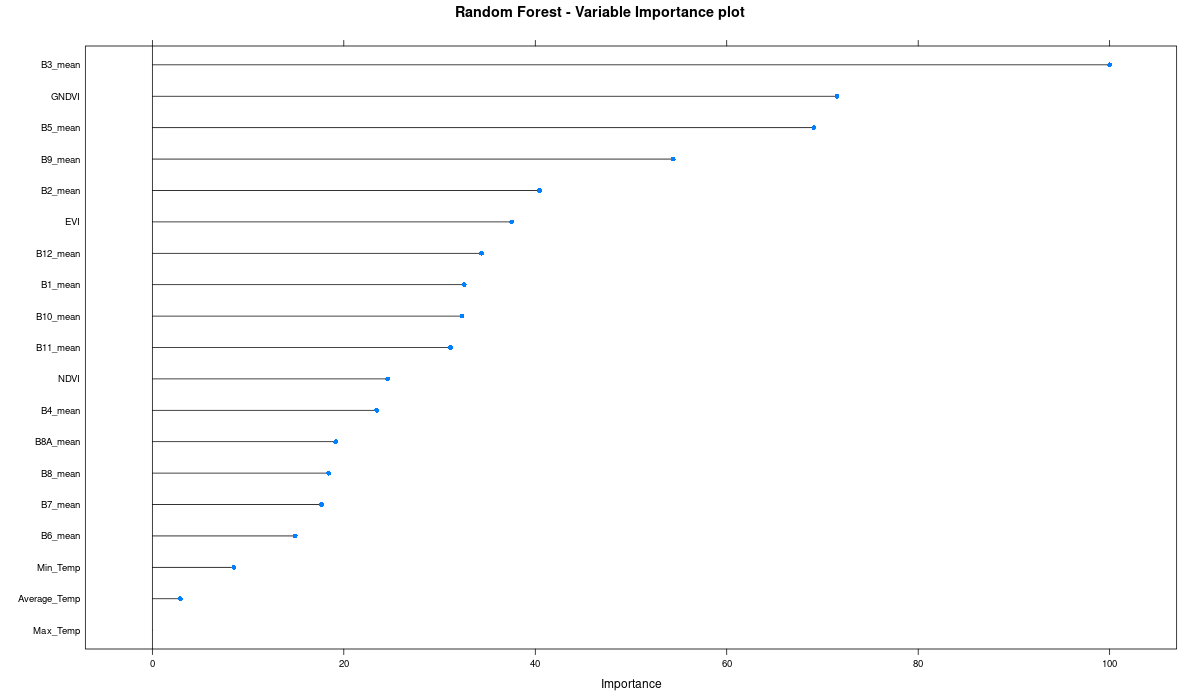 Random Forest - Variable Importance plot
B3_mean
GNDVI
B5_mean
B9_mean
B2_mean
EVI
B12_mean
B1_mean
B10_mean
B11_mean
NDVI
B4_mean
B8A_mean
B8_mean
B7_mean
B6_mean
Min_Temp
Average_Temp
Max_Temp
0 20 40 60 80 100
Importance